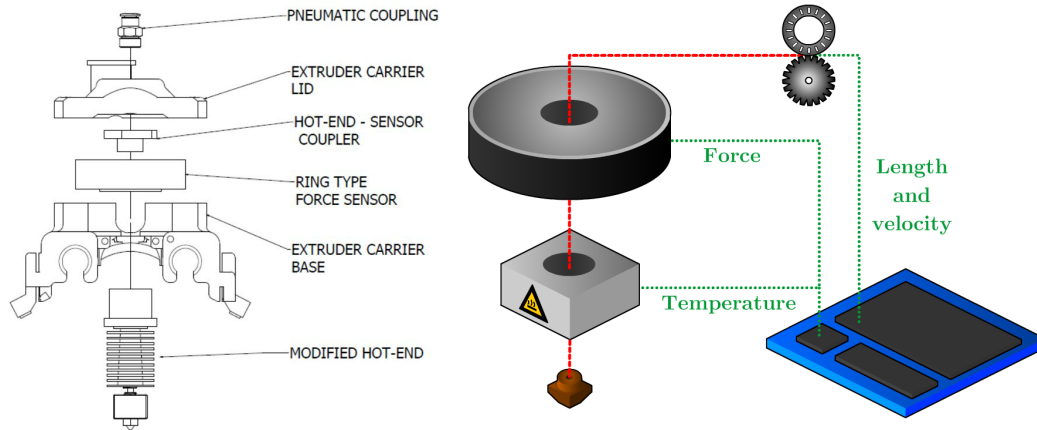 PNEUMATIC COUPLING
EXTRUDER CARRIER
LID
HOT-END - SENSOR
COUPLER
RING TYPE
FORCE SENSOR
EXTRUDER CARRIER
BASE
MODIFIED HOT-END
Force
Length
and
velocity
Temperature